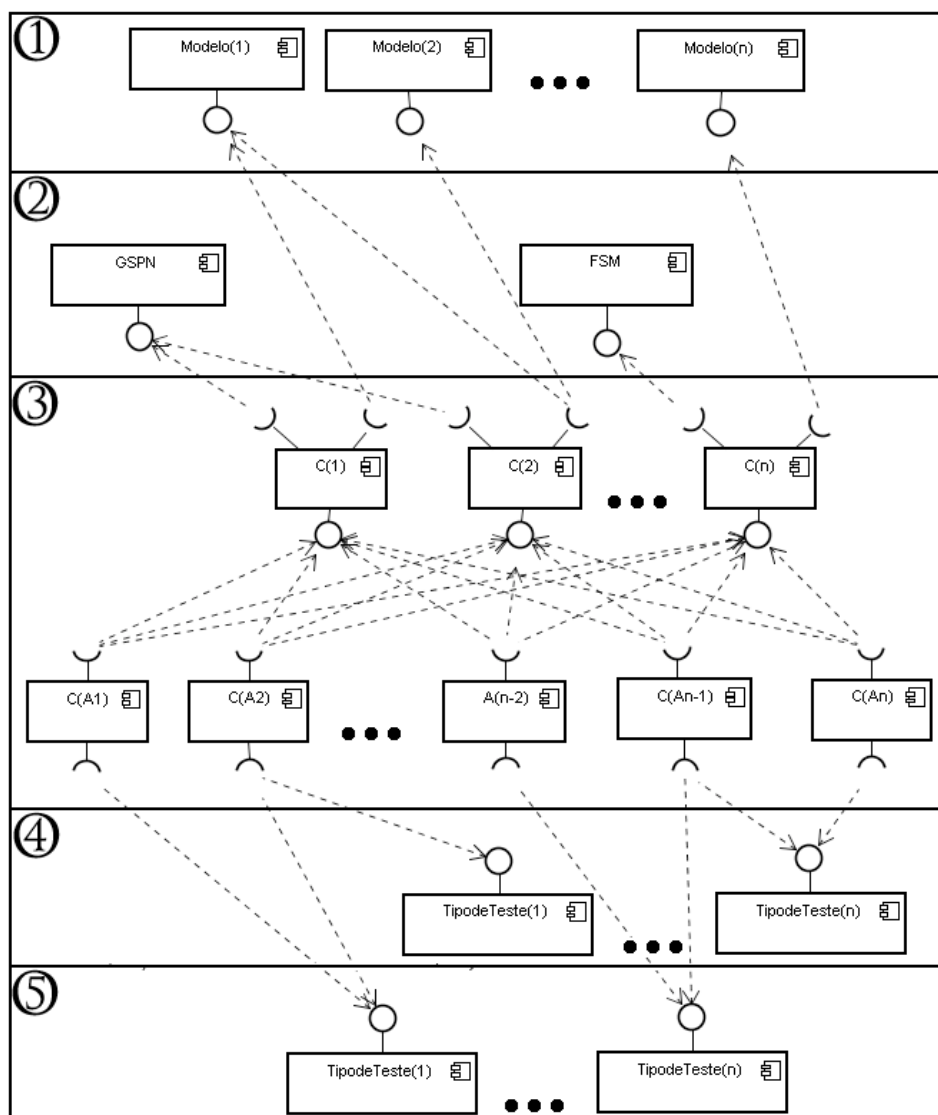 ①
Modelo(1) Modelo(2) Modelo(n)
②
GSPN FSM
③
C(1) C(2) C(n)
C(A1) C(A2) A(n-2) C(An-1) C(An)
④
TipodeTeste(1) TipodeTeste(n)
⑤
TipodeTeste(1) TipodeTeste(n)